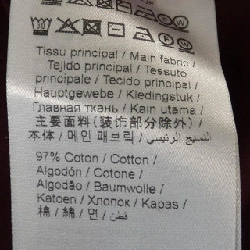 Tissu principal / Main fabric /
Tejido principal / Tessuto
principale / Tecido principal /
Hauptgewebe / Kledingstuk /
Главная ткань / Kain utama /
主要面料 (装饰部分除外) /
本体 / 메인 패브릭 / النسيج الرئيسي
97% Coton / Cotton /
Algodón / Cotone /
Algodão / Baumwolle /
Katoen / Хлопок / Kapas /
棉 / 綿 / 면 / قطن /